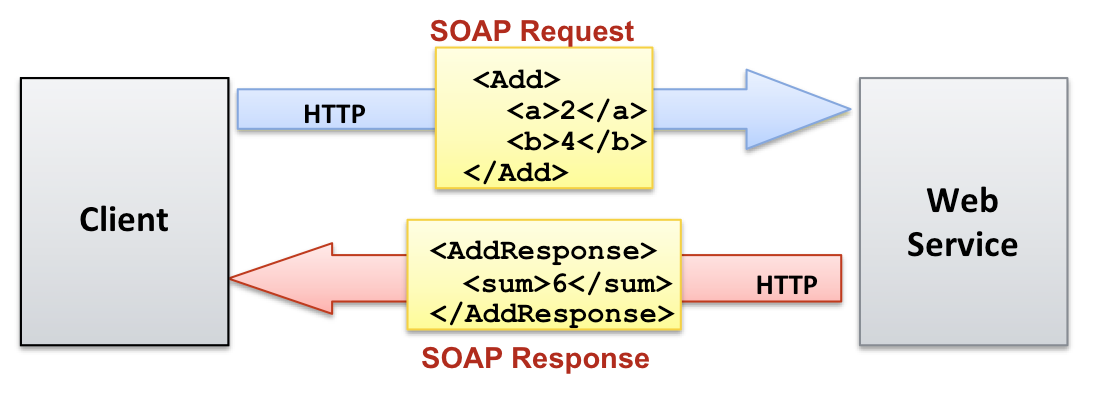 SOAP Request
<Add>
<a>2</a>
<b>4</b>
</Add>
HTTP
Client
Web
Service
<AddResponse>
<sum>6</sum>
</AddResponse>
HTTP
SOAP Response